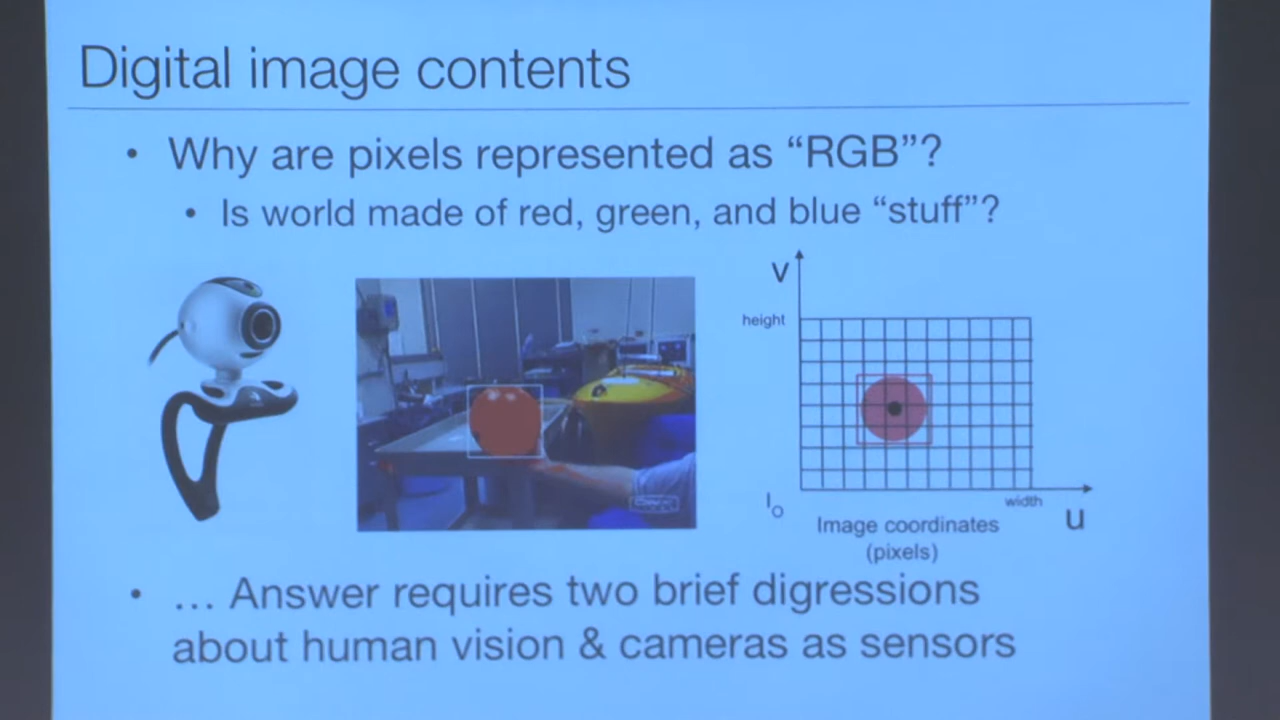 Digital image contents
• Why are pixels represented as “RGB”?
• Is world made of red, green, and blue “stuff”?
v
height
I₀
width
u
Image coordinates
(pixels)
• … Answer requires two brief digressions
about human vision & cameras as sensors